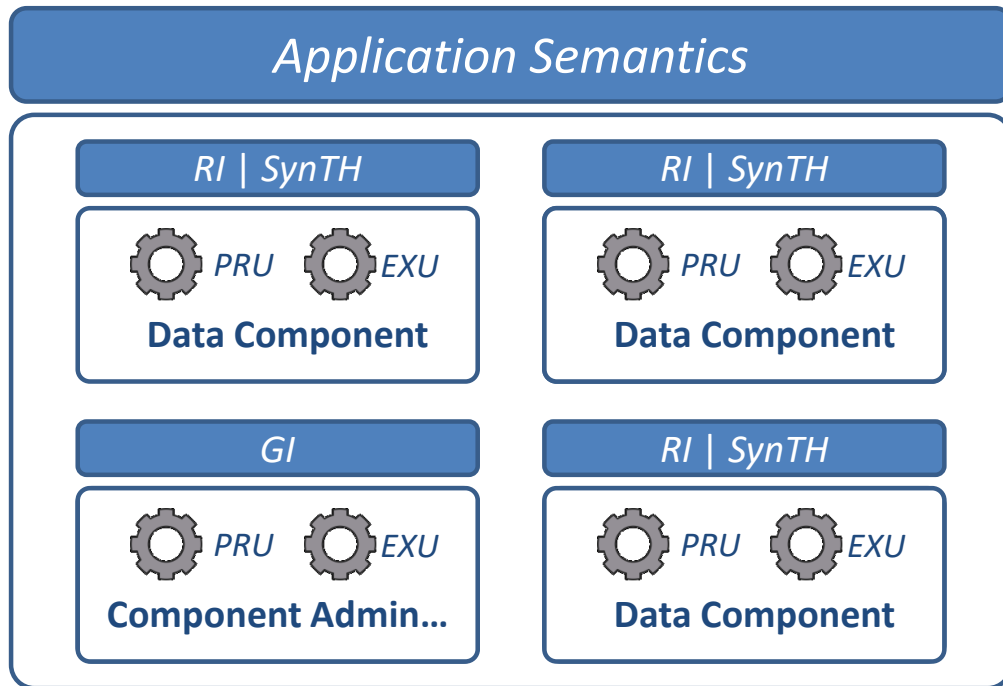 Application Semantics
RI | SynTH
RI | SynTH
PRU
EXU
PRU
EXU
Data Component
Data Component
GI
RI | SynTH
PRU
EXU
PRU
EXU
Component Admin…
Data Component